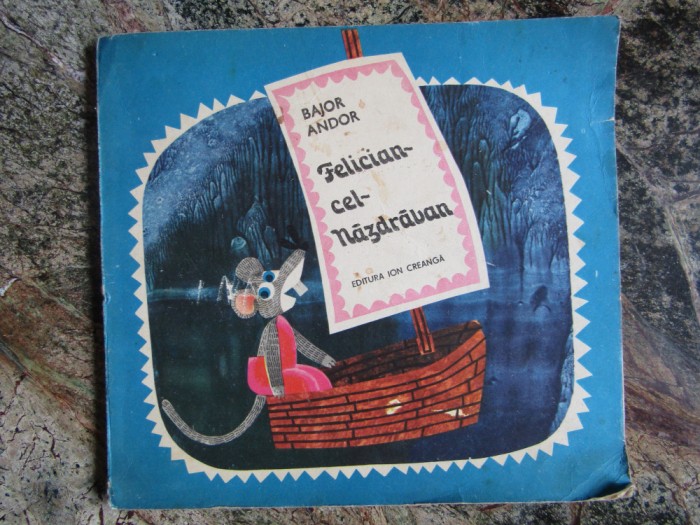 BAJOR
ANDOR
Felician-
cel-
Năzdrăvan
EDITURA ION CREANGĂ